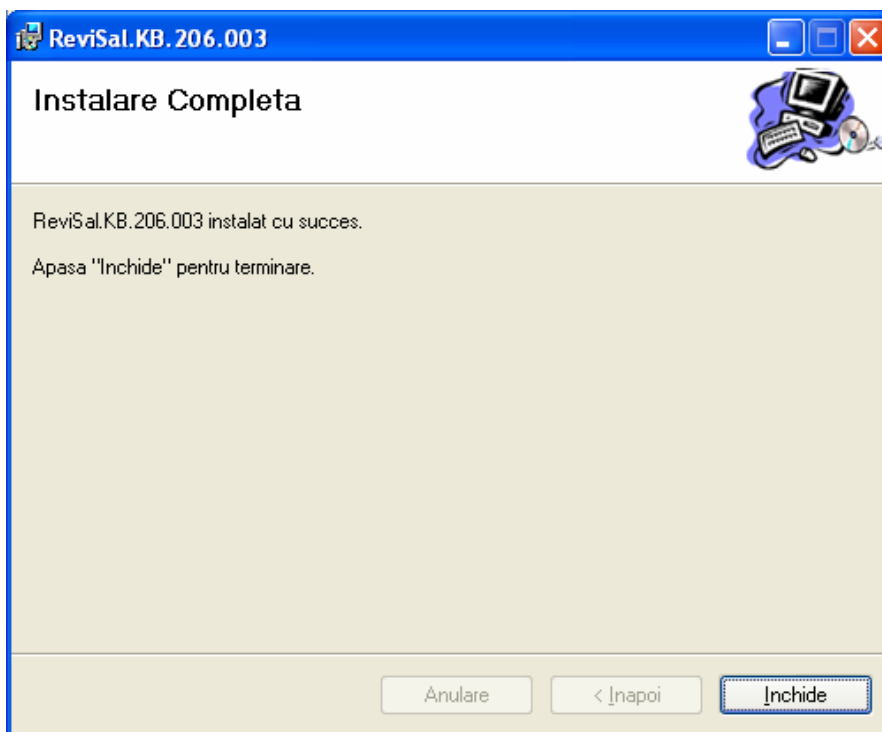 ReviSal.KB.206.003
Instalare Completa
ReviSal.KB.206.003 instalat cu succes.
Apasa "Inchide" pentru terminare.
Anulare
< Inapoi
Inchide